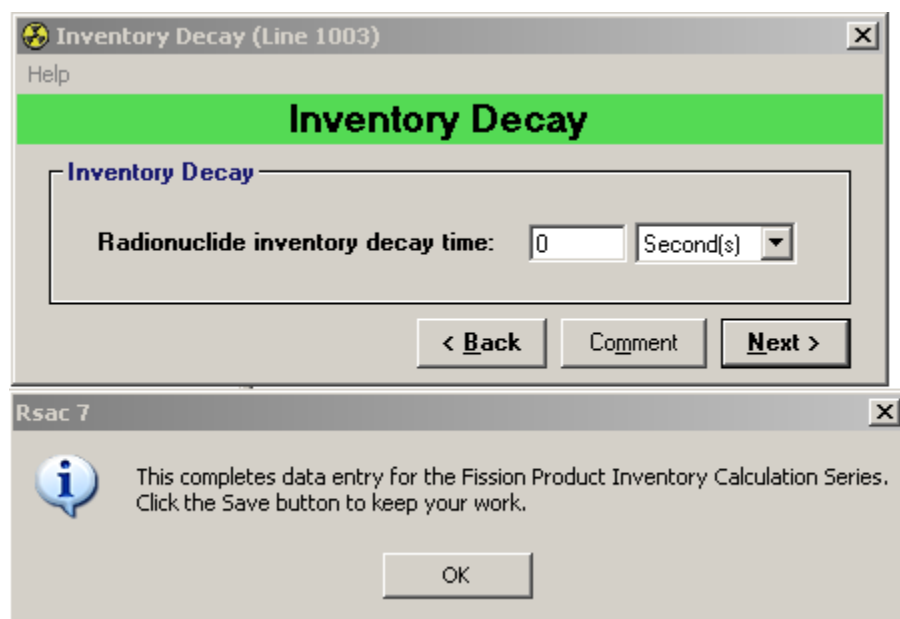 Inventory Decay (Line 1003)
Help
Inventory Decay
Inventory Decay
Radionuclide inventory decay time: 0 Second(s)
< Back Comment Next >
Rsac 7
This completes data entry for the Fission Product Inventory Calculation Series.
Click the Save button to keep your work.
OK